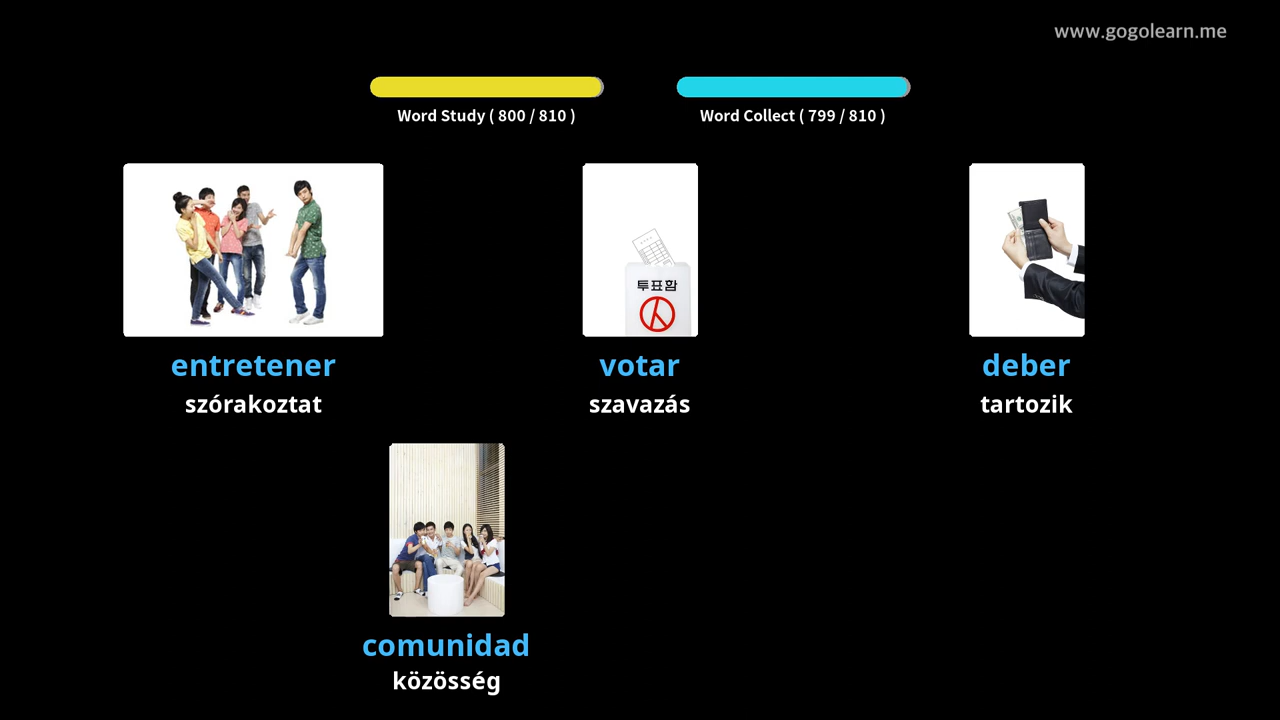 www.gogolearn.me
Word Study ( 800 / 810 )
Word Collect ( 799 / 810 )
투표함
entretener
votar
deber
szórakoztat
szavazás
tartozik
comunidad
közösség